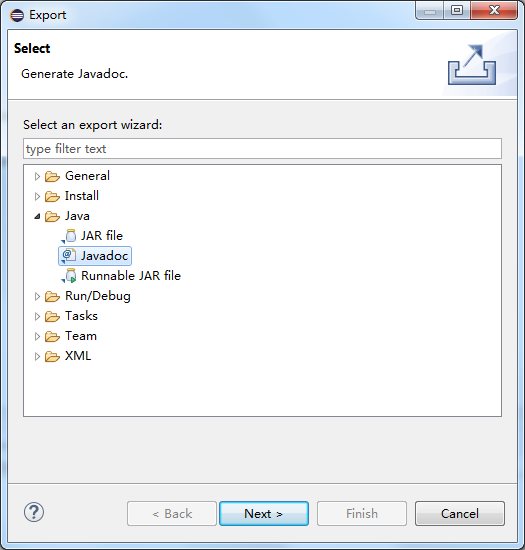 Export
Select
Generate Javadoc.
Select an export wizard:
type filter text
General
Install
Java
JAR file
Javadoc
Runnable JAR file
Run/Debug
Tasks
Team
XML
? < Back Next > Finish Cancel